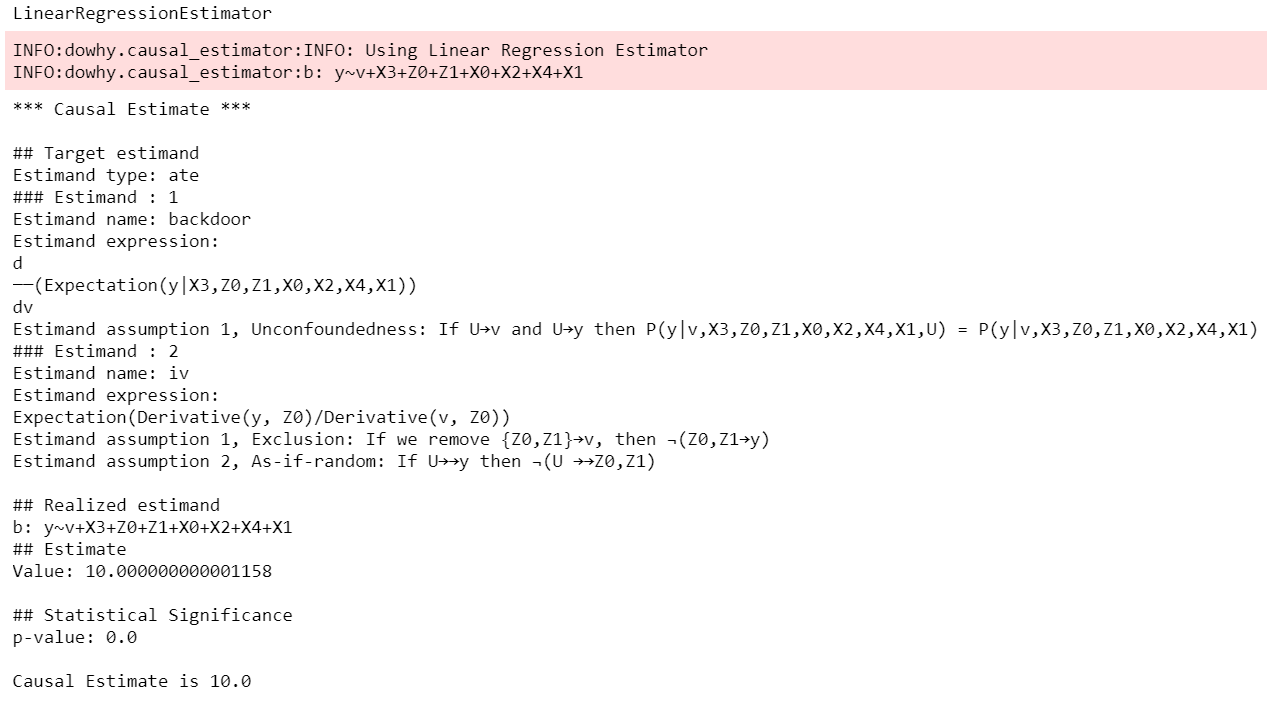 LinearRegressionEstimator
INFO:dowhy.causal_estimator:INFO: Using Linear Regression Estimator
INFO:dowhy.causal_estimator:b: y~v+X3+Z0+Z1+X0+X2+X4+X1
*** Causal Estimate ***
## Target estimand
Estimand type: ate
### Estimand : 1
Estimand name: backdoor
Estimand expression:
d
──(Expectation(y|X3,Z0,Z1,X0,X2,X4,X1))
dv
Estimand assumption 1, Unconfoundedness: If U→v and U→y then P(y|v,X3,Z0,Z1,X0,X2,X4,X1,U) = P(y|v,X3,Z0,Z1,X0,X2,X4,X1)
### Estimand : 2
Estimand name: iv
Estimand expression:
Expectation(Derivative(y, Z0)/Derivative(v, Z0))
Estimand assumption 1, Exclusion: If we remove {Z0,Z1}→v, then ¬(Z0,Z1→y)
Estimand assumption 2, As-if-random: If U→→y then ¬(U →→Z0,Z1)
## Realized estimand
b: y~v+X3+Z0+Z1+X0+X2+X4+X1
## Estimate
Value: 10.000000000001158
## Statistical Significance
p-value: 0.0
Causal Estimate is 10.0